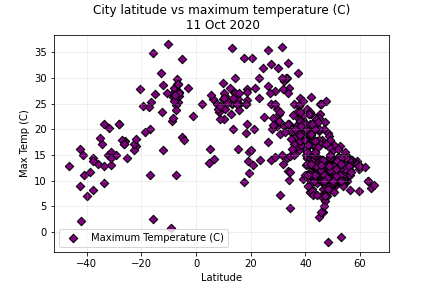 City latitude vs maximum temperature (C)
11 Oct 2020
Max Temp (C)
35
30
25
20
15
10
5
0
Maximum Temperature (C)
−40
−20
0
20
40
60
Latitude